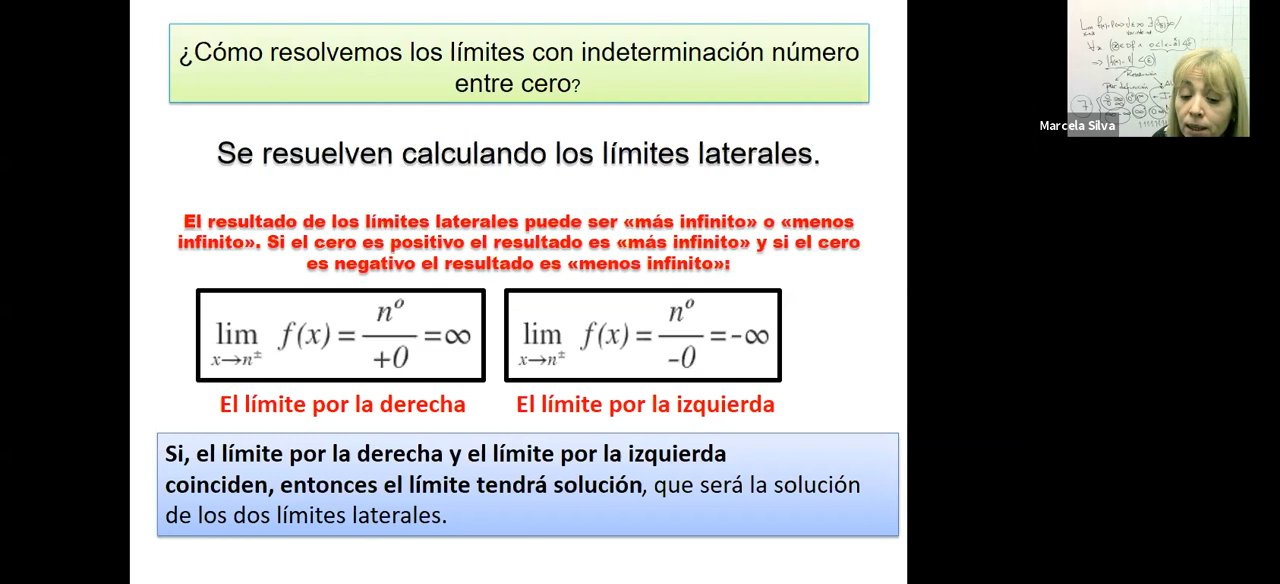 ¿Cómo resolvemos los límites con indeterminación número
entre cero?
Se resuelven calculando los límites laterales.
El resultado de los límites laterales puede ser «más infinito» o «menos
infinito». Si el cero es positivo el resultado es «más infinito» y si el cero
es negativo el resultado es «menos infinito»:
lim x→n± f(x) = nº / +0 = ∞
lim x→n± f(x) = nº / -0 = -∞
El límite por la derecha
El límite por la izquierda
Si, el límite por la derecha y el límite por la izquierda
coinciden, entonces el límite tendrá solución, que será la solución
de los dos límites laterales.
Marcela Silva